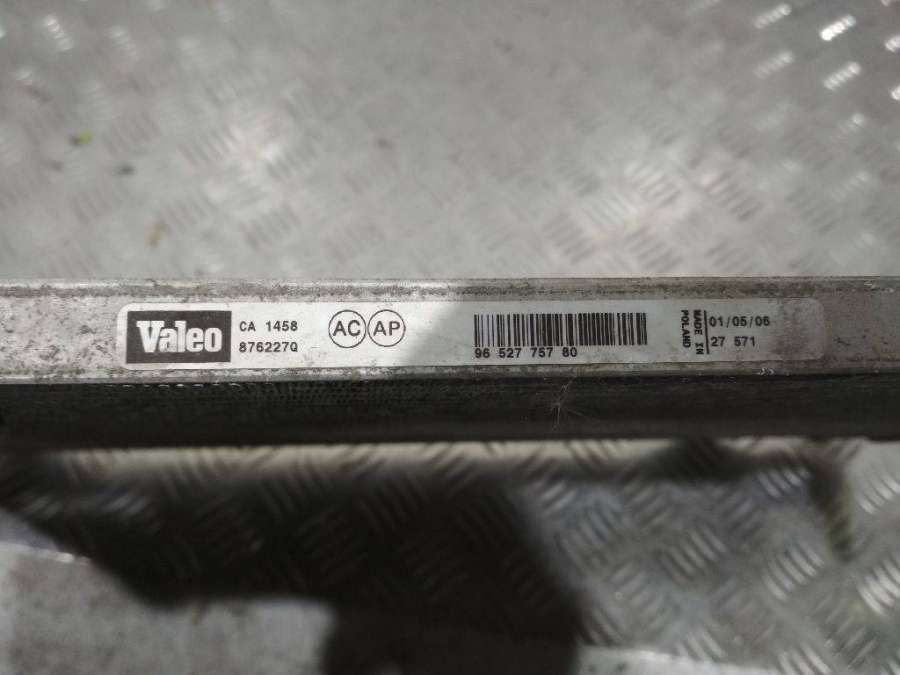 Valeo
CA 1458
876227Q
AC AP
96 527 757 80
MADE IN
POLAND
01/05/06
27 571